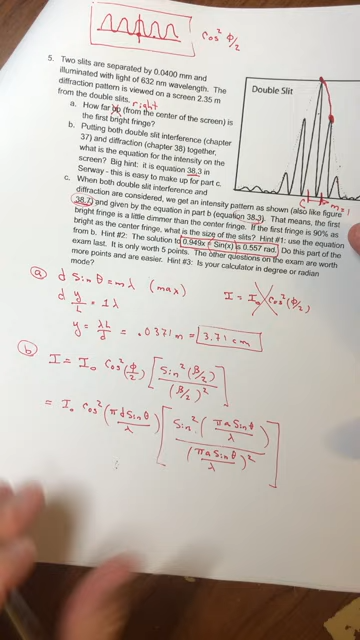 cos² φ/2
5. Two slits are separated by 0.0400 mm and
illuminated with light of 632 nm wavelength. The
diffraction pattern is viewed on a screen 2.35 m
from the double slits. right
a. How far up (from the center of the screen) is
the first bright fringe?
b. Putting both double slit interference (chapter
37) and diffraction (chapter 38) together,
what is the equation for the intensity on the
screen? Big hint: it is equation 38.3 in
Serway - this is easy to make up for part c.
c. When both double slit interference and
diffraction are considered, we get an intensity pattern as shown (also like figure
38.7) and given by the equation in part b (equation 38.3). That means, the first
bright fringe is a little dimmer than the center fringe. If the first fringe is 90% as
bright as the center fringe, what is the size of the slits? Hint #1: use the equation
from b. Hint #2: The solution to 0.949x = Sin(x) is 0.557 rad. Do this part of the
exam last. It is only worth 5 points. The other questions on the exam are worth
more points and are easier. Hint #3: Is your calculator in degree or radian
mode?
Double Slit
m=1
a d sin θ = mλ (max)
d y/L = 1λ
y = λL/d = .0371 m = 3.71 cm
I = I₀ cos²(φ/2)
b I = I₀ cos²(φ/2) [sin²(β/2)/(β/2)²]
= I₀ cos²(πd sin θ/λ) [sin²(πa sin θ/λ)/(πa sin θ/λ)²]